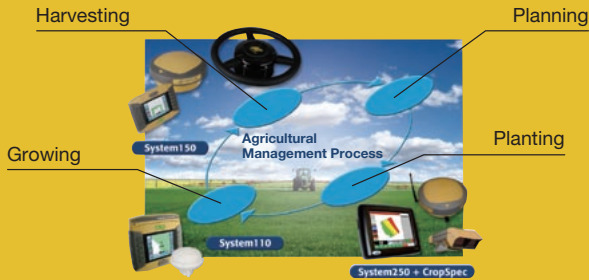 Harvesting
Planning
System150
Agricultural
Management Process
Growing
Planting
System110
System250 + CropSpec